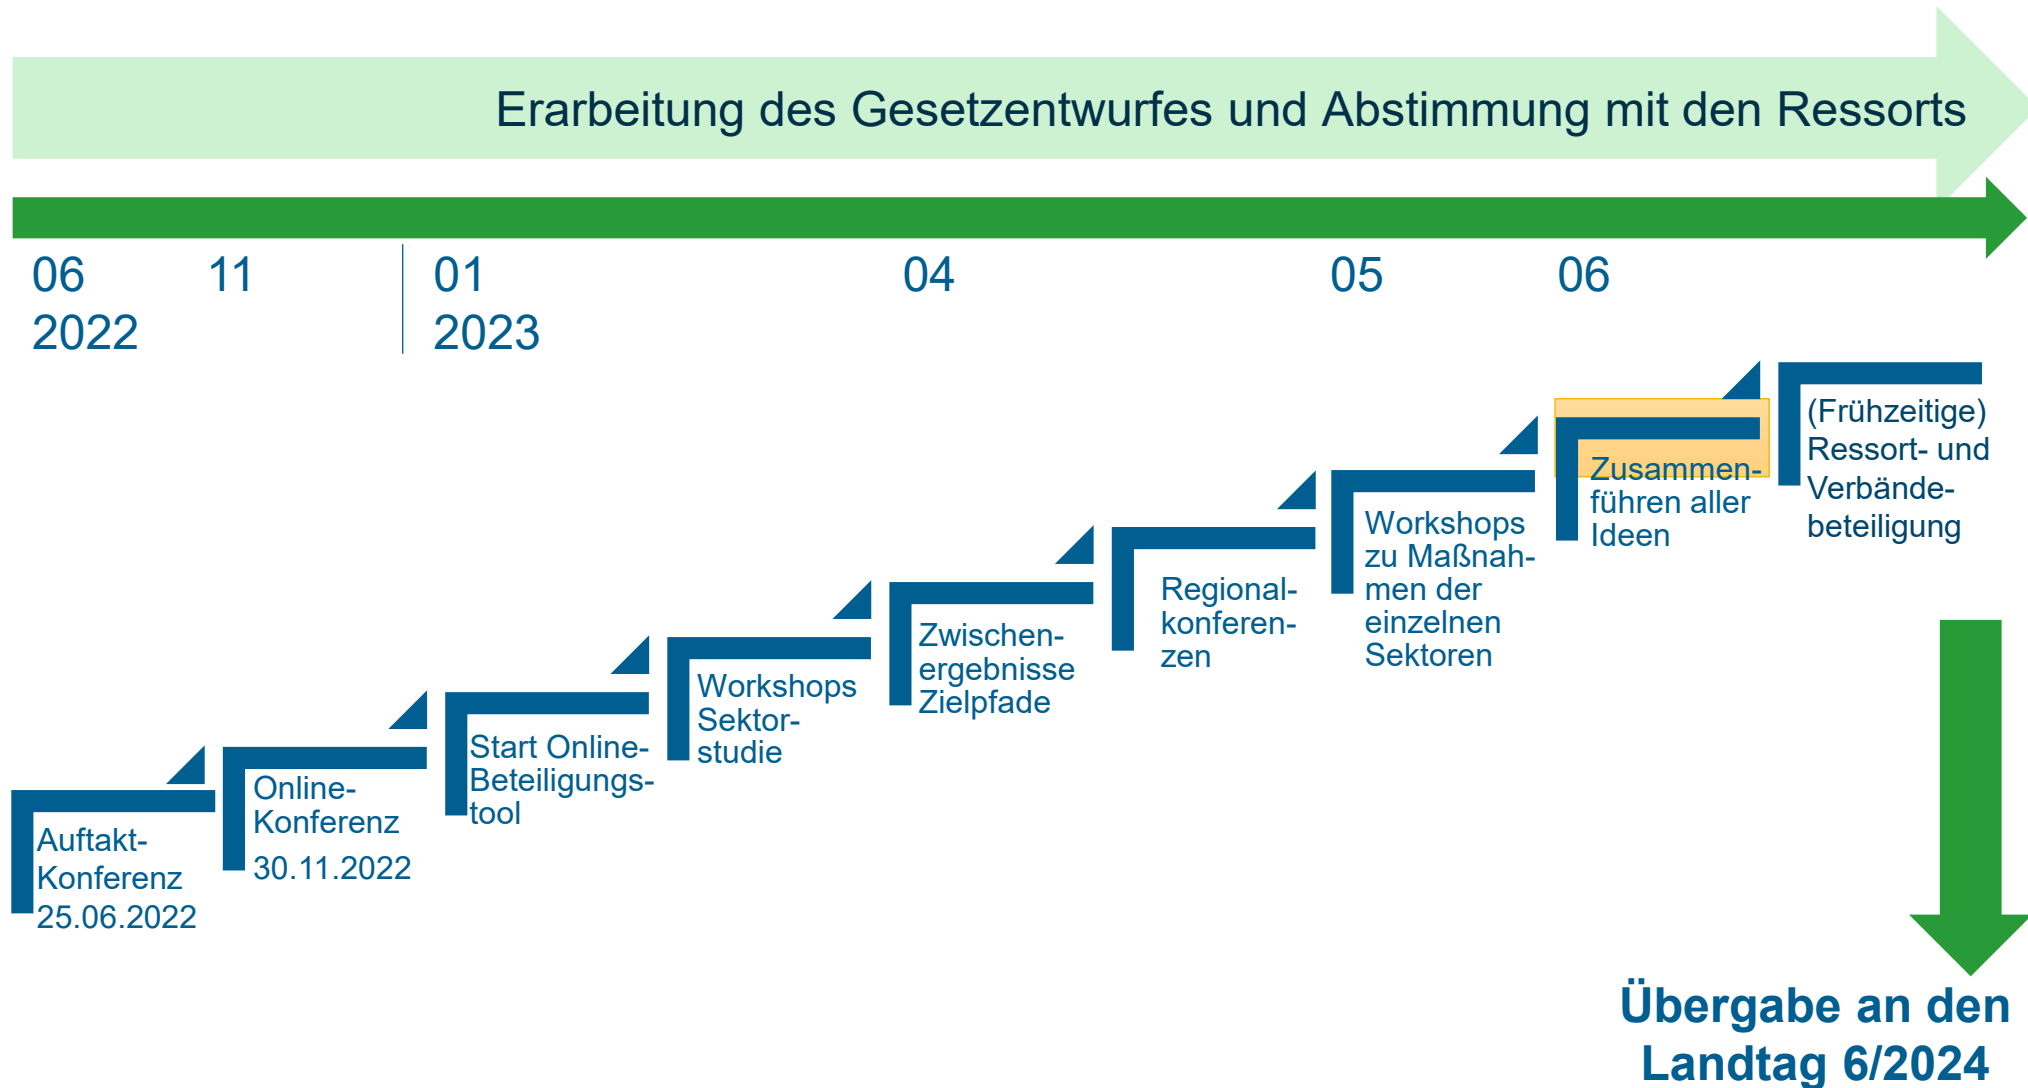 Erarbeitung des Gesetzentwurfes und Abstimmung mit den Ressorts
06
2022
11
01
2023
04
05
06
Auftakt-
Konferenz
25.06.2022
Online-
Konferenz
30.11.2022
Start Online-
Beteiligungs-
tool
Workshops
Sektor-
studie
Zwischen-
ergebnisse
Zielpfade
Regional-
konferen-
zen
Workshops
zu Maßnah-
men der
einzelnen
Sektoren
Zusammen-
führen aller
Ideen
(Frühzeitige)
Ressort- und
Verbände-
beteiligung
Übergabe an den
Landtag 6/2024